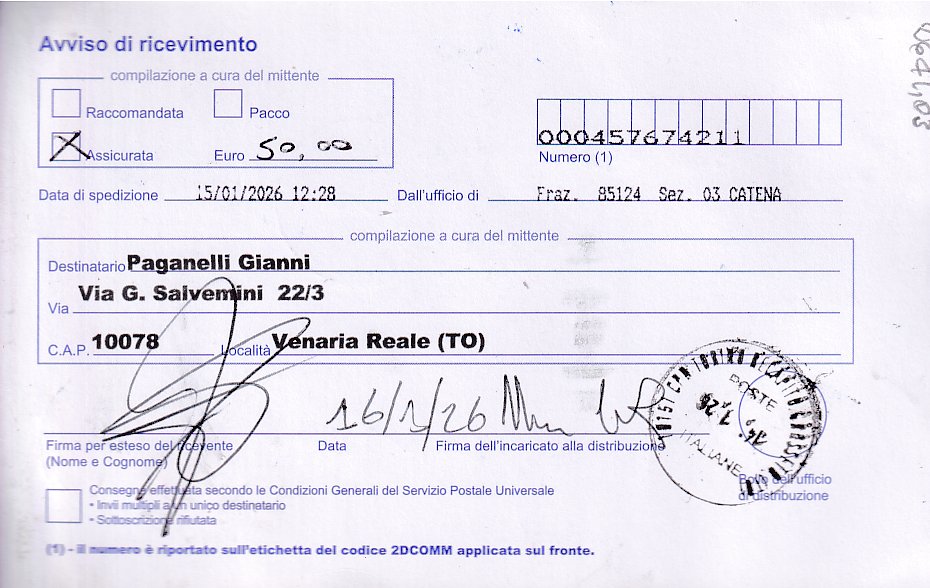 Avviso di ricevimento
compilazione a cura del mittente
Raccomandata Pacco
Assicurata Euro 50,00
000457674211
Numero (1)
Data di spedizione 15/01/2026 12:28 Dall'ufficio di Fraz. 85124 Sez. 03 CATENA
compilazione a cura del mittente
Destinatario Paganelli Gianni
Via Via G. Salvemini 22/3
C.A.P. 10078 Località Venaria Reale (TO)
16/1/26
Firma per esteso del ricevente Data Firma dell'incaricato alla distribuzione
(Nome e Cognome)
POSTE
ITALIANE
Bollo dell'ufficio
di distribuzione
Consegna effettuata secondo le Condizioni Generali del Servizio Postale Universale
• Invii multipli a un unico destinatario
• Sottoscrizione rifiutata
(1) - il numero è riportato sull'etichetta del codice 2DCOMM applicata sul fronte.